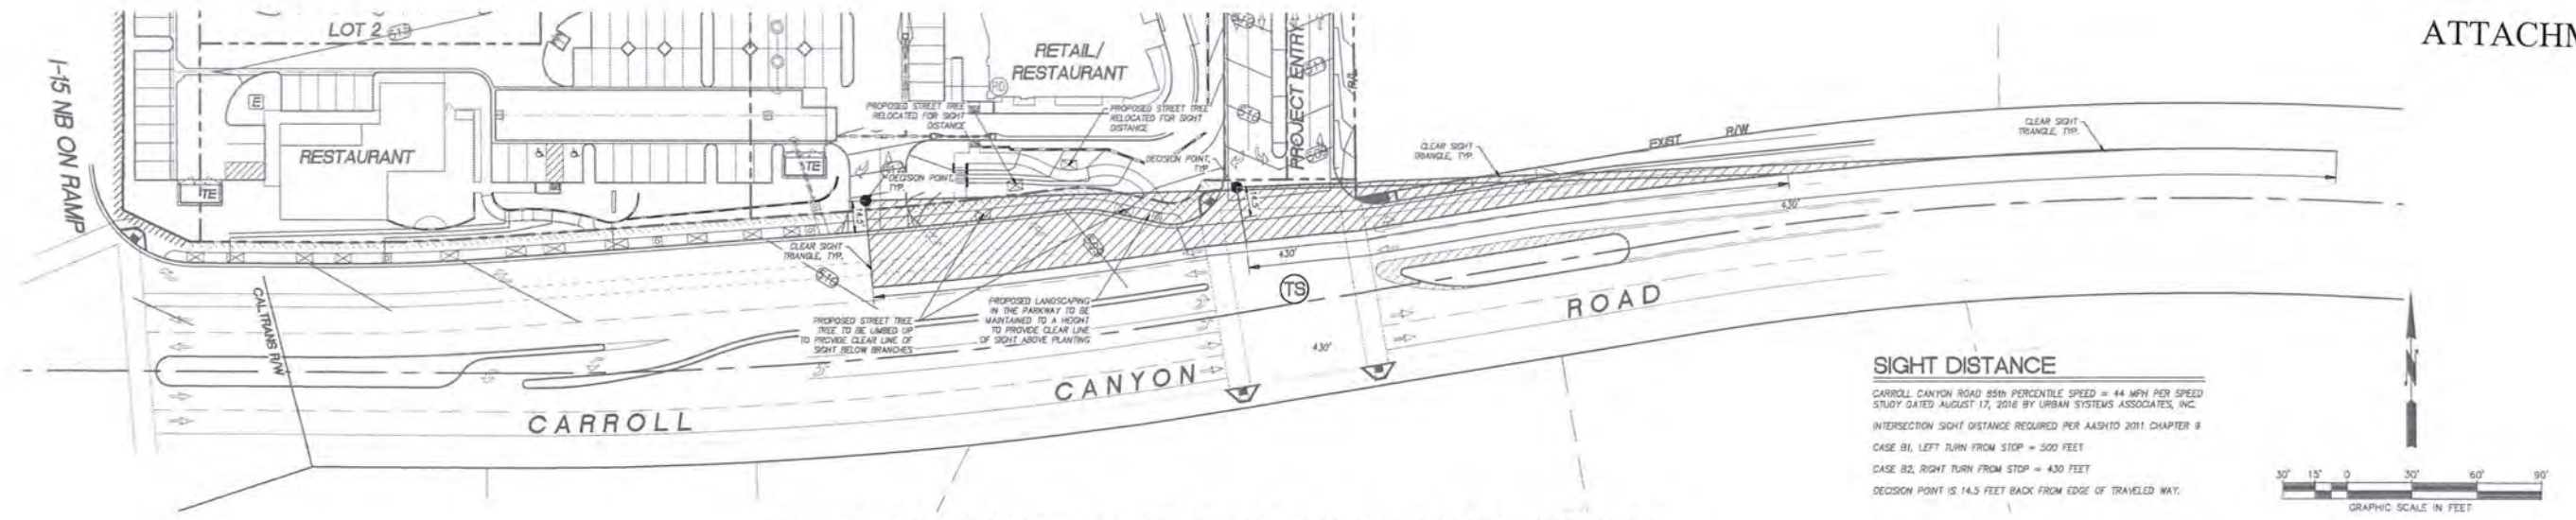 ATTACHM
LOT 2
I-15 NB ON RAMP
RESTAURANT
E
TE
TE
RETAIL/
RESTAURANT
RD
PROJECT ENTRY
R/L
PROPOSED STREET TREE
RELOCATED FOR SIGHT
DISTANCE
PROPOSED STREET TREE
RELOCATED FOR SIGHT
DISTANCE
DECISION POINT,
TYP.
DECISION POINT,
TYP.
14.5'
14.5'
CLEAR SIGHT
TRIANGLE, TYP.
EXIST R/W
CLEAR SIGHT
TRIANGLE, TYP.
CLEAR SIGHT
TRIANGLE, TYP.
430'
430'
430'
TS
CALTRANS R/W
PROPOSED STREET TREE
TREE TO BE LIMBED UP
TO PROVIDE CLEAR LINE OF
SIGHT BELOW BRANCHES
PROPOSED LANDSCAPING
IN THE PARKWAY TO BE
MAINTAINED TO A HEIGHT
TO PROVIDE CLEAR LINE
OF SIGHT ABOVE PLANTING
CARROLL CANYON ROAD
SIGHT DISTANCE
CARROLL CANYON ROAD 85th PERCENTILE SPEED = 44 MPH PER SPEED
STUDY DATED AUGUST 17, 2016 BY URBAN SYSTEMS ASSOCIATES, INC.
INTERSECTION SIGHT DISTANCE REQUIRED PER AASHTO 2011 CHAPTER 9
CASE B1, LEFT TURN FROM STOP = 500 FEET
CASE B2, RIGHT TURN FROM STOP = 430 FEET
DECISION POINT IS 14.5 FEET BACK FROM EDGE OF TRAVELED WAY.
N
30' 15' 0 30' 60' 90'
GRAPHIC SCALE IN FEET